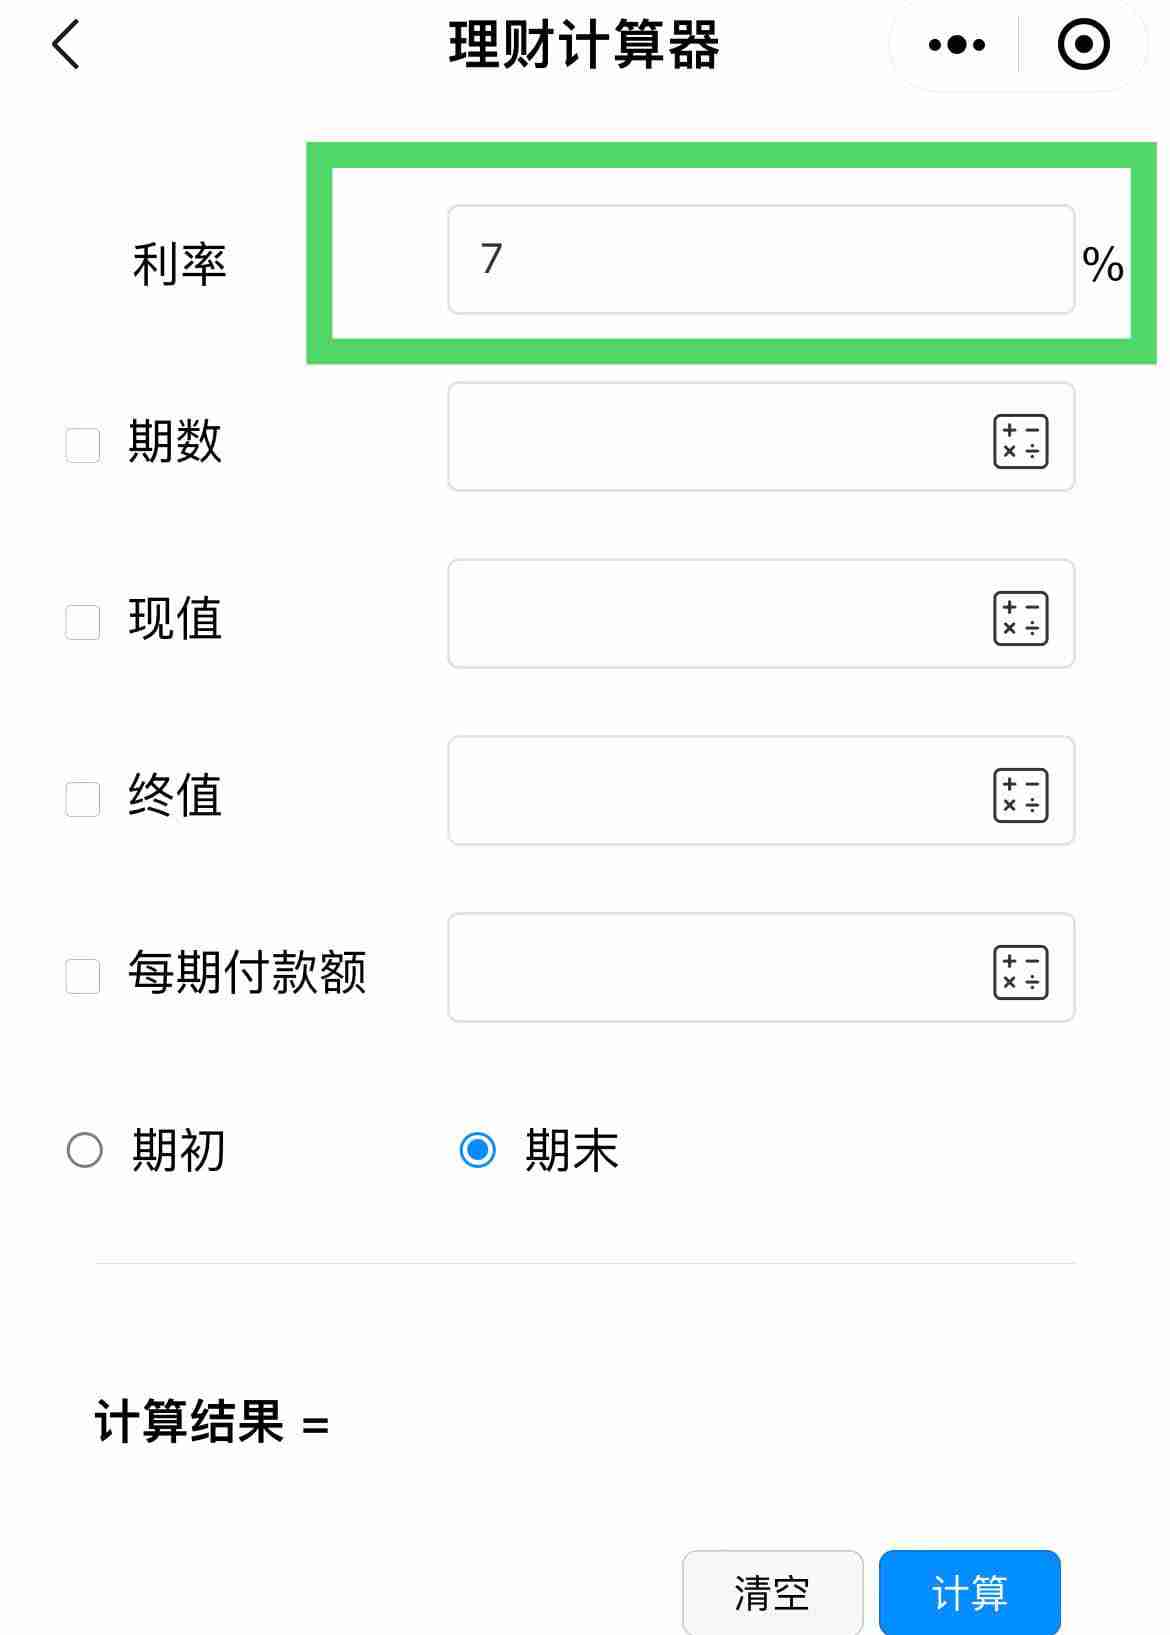 理财计算器
利率 7 %
期数
现值
终值
每期付款额
期初 期末
计算结果 =
清空 计算